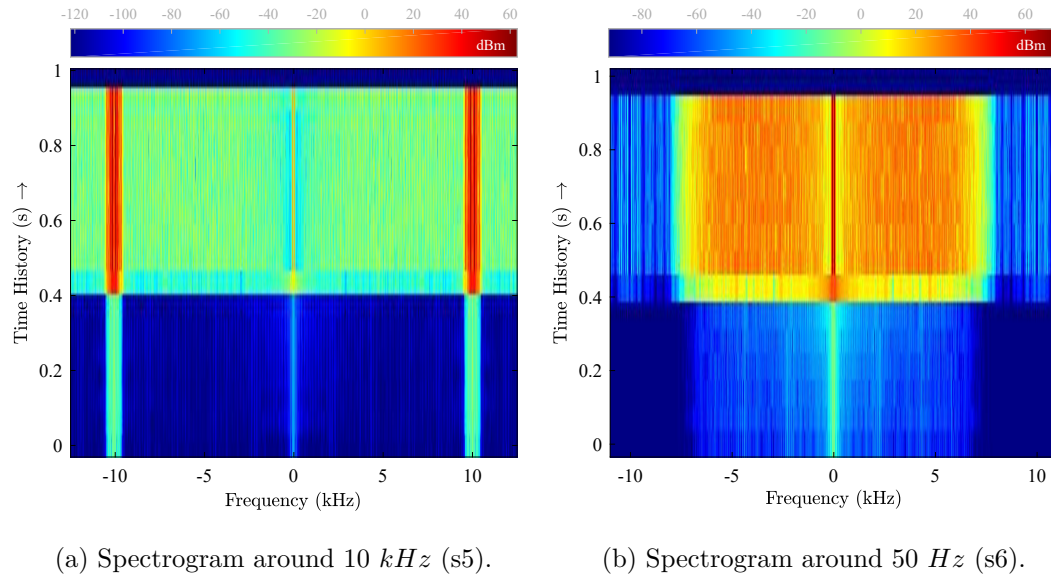 -120 -100 -80 -60 -40 -20 0 20 40 60
dBm
1
0.8
0.6
0.4
0.2
0
Time History (s) →
-10 -5 0 5 10
Frequency (kHz)
(a) Spectrogram around 10 kHz (s5).
-80 -60 -40 -20 0 20 40 60
dBm
1
0.8
0.6
0.4
0.2
0
Time History (s) →
-10 -5 0 5 10
Frequency (kHz)
(b) Spectrogram around 50 Hz (s6).